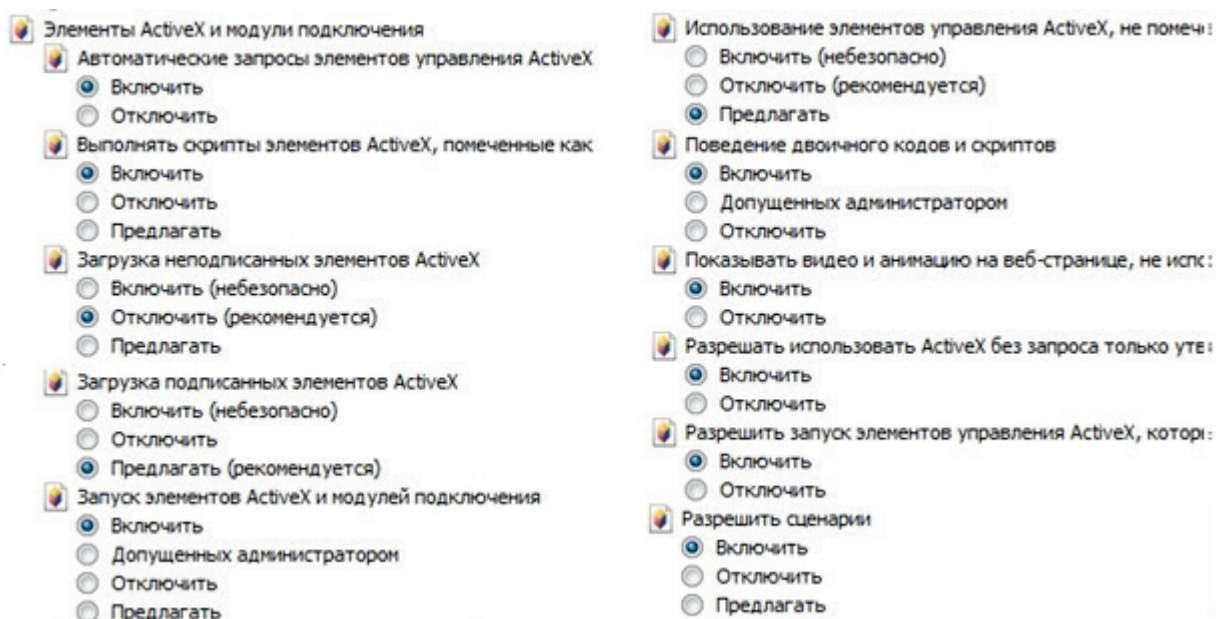 Элементы ActiveX и модули подключения
Автоматические запросы элементов управления ActiveX
Включить
Отключить
Выполнять скрипты элементов ActiveX, помеченные как
Включить
Отключить
Предлагать
Загрузка неподписанных элементов ActiveX
Включить (небезопасно)
Отключить (рекомендуется)
Предлагать
Загрузка подписанных элементов ActiveX
Включить (небезопасно)
Отключить
Предлагать (рекомендуется)
Запуск элементов ActiveX и модулей подключения
Включить
Допущенных администратором
Отключить
Предлагать
Использование элементов управления ActiveX, не
Включить (небезопасно)
Отключить (рекомендуется)
Предлагать
Поведение двоичного кодов и скриптов
Включить
Допущенных администратором
Отключить
Показывать видео и анимацию на веб-странице, не
Включить
Отключить
Разрешать использовать ActiveX без запроса только
Включить
Отключить
Разрешить запуск элементов управления ActiveX,
Включить
Отключить
Разрешить сценарии
Включить
Отключить
Предлагать